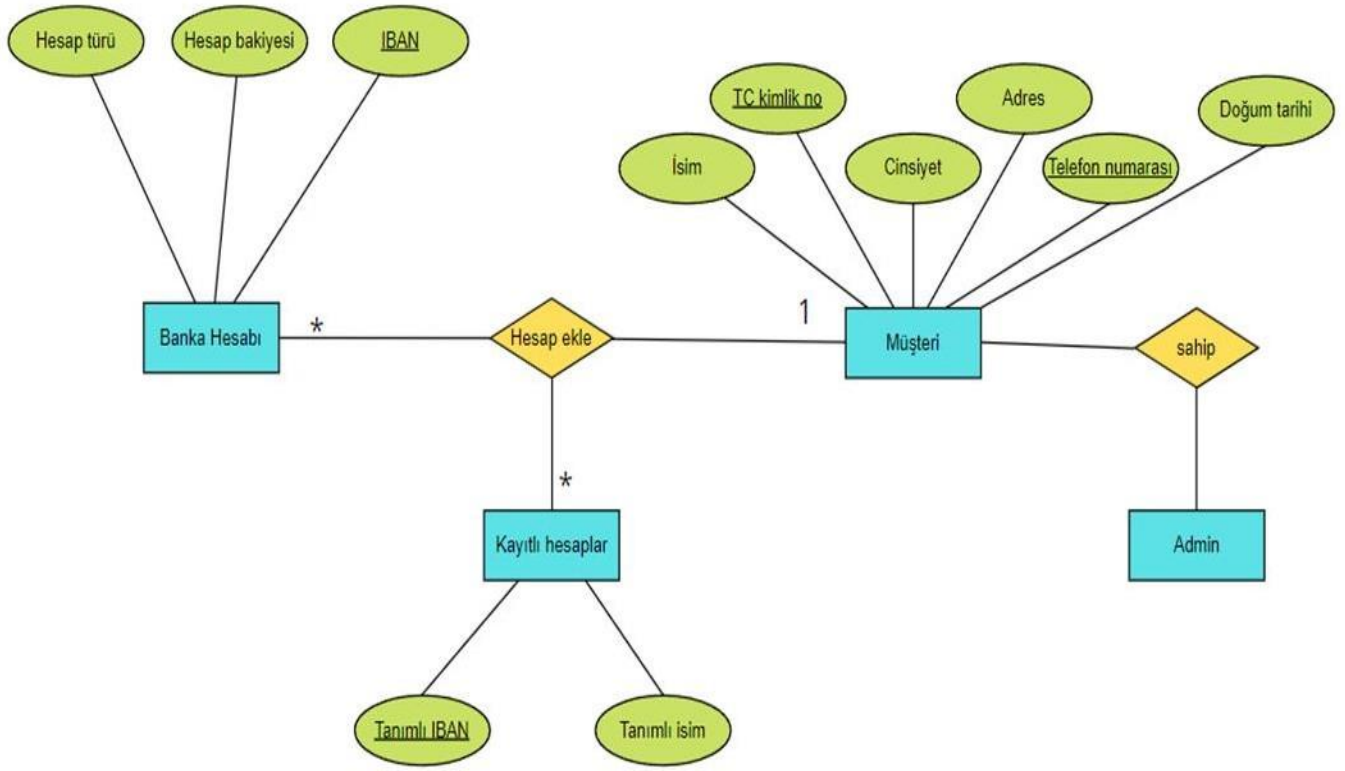 Hesap türü
Hesap bakiyesi
IBAN
TC kimlik no
Adres
Doğum tarihi
İsim
Cinsiyet
Telefon numarası
Banka Hesabı
*
Hesap ekle
1
Müşteri
sahip
*
Kayıtlı hesaplar
Admin
Tanımlı IBAN
Tanımlı isim